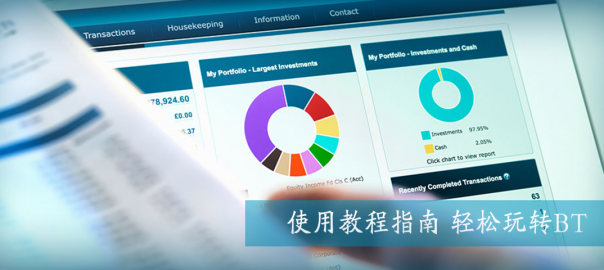 Transactions
Housekeeping
Information
Contact
My Portfolio - Largest Investments
My Portfolio - Investments and Cash
78,924.60
£0.00
5.37
Investments 97.95%
Cash 2.05%
Click chart to view report
Equity Income Fd Cls C (Acc)
Recently Completed Transactions
63
使用教程指南 轻松玩转BT